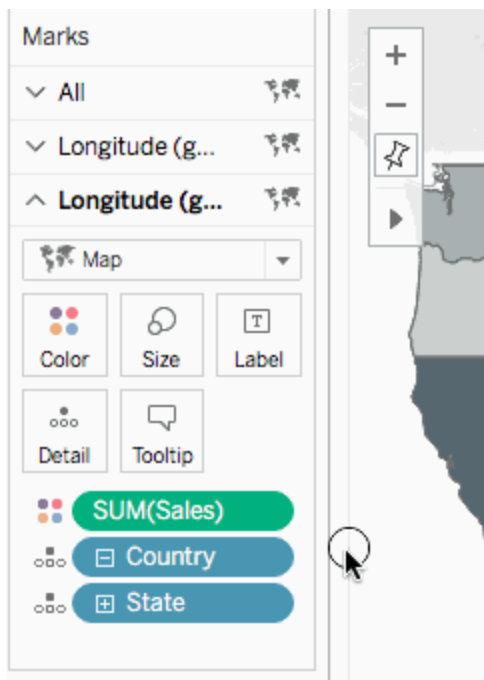 Marks
All
Longitude (g...
Longitude (g...
Map
Color Size Label
Detail Tooltip
SUM(Sales)
Country
State